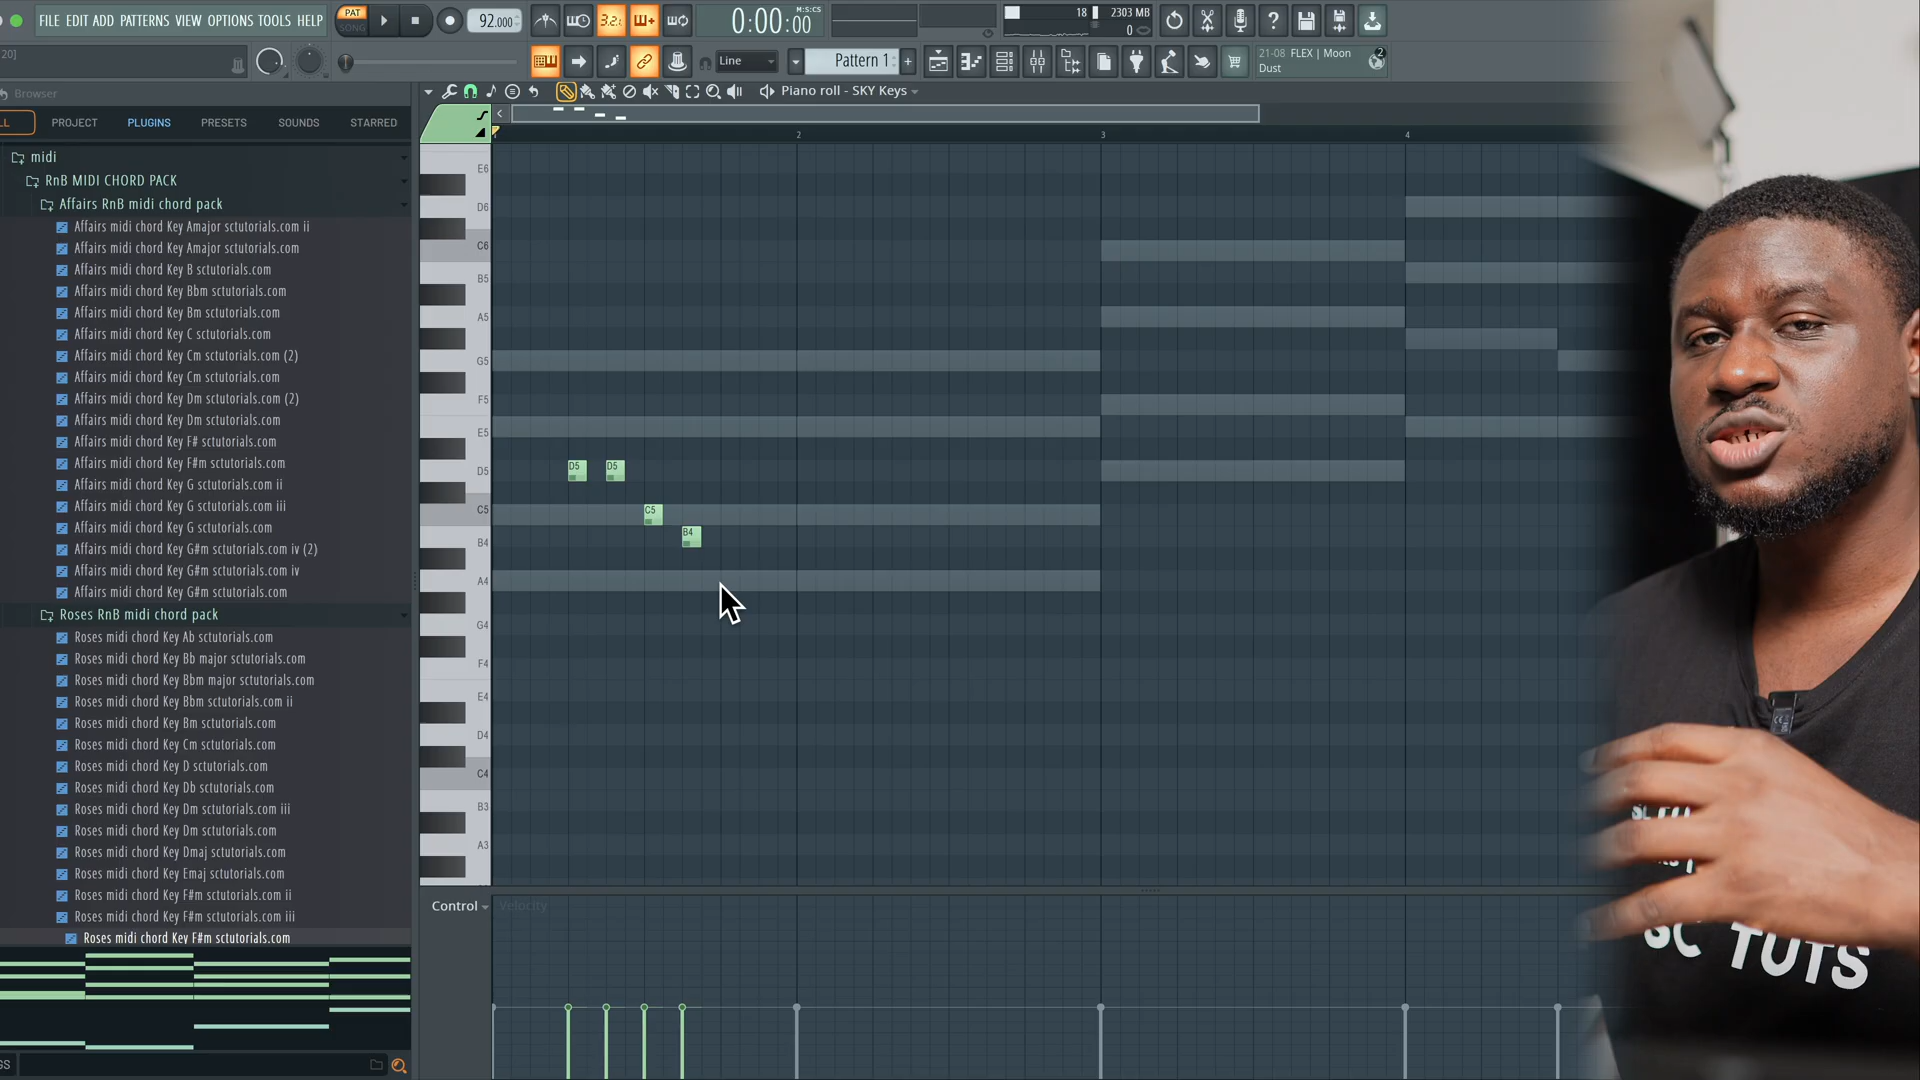 FILE EDIT ADD PATTERNS VIEW OPTIONS TOOLS HELP
PAT
SONG
92.000
3.2.
0:00:00
M:S:CS
18
2303 MB
0
20]
Line
Pattern 1
21-08 FLEX | Moon
Dust
2
Browser
Piano roll - SKY Keys
PROJECT
PLUGINS
PRESETS
SOUNDS
STARRED
midi
RnB MIDI CHORD PACK
Affairs RnB midi chord pack
Affairs midi chord Key Amajor sctutorials.com ii
Affairs midi chord Key Amajor sctutorials.com
Affairs midi chord Key B sctutorials.com
Affairs midi chord Key Bbm sctutorials.com
Affairs midi chord Key Bm sctutorials.com
Affairs midi chord Key C sctutorials.com
Affairs midi chord Key Cm sctutorials.com (2)
Affairs midi chord Key Cm sctutorials.com
Affairs midi chord Key Dm sctutorials.com (2)
Affairs midi chord Key Dm sctutorials.com
Affairs midi chord Key F# sctutorials.com
Affairs midi chord Key F#m sctutorials.com
Affairs midi chord Key G sctutorials.com ii
Affairs midi chord Key G sctutorials.com iii
Affairs midi chord Key G sctutorials.com
Affairs midi chord Key G#m sctutorials.com iv (2)
Affairs midi chord Key G#m sctutorials.com iv
Affairs midi chord Key G#m sctutorials.com
Roses RnB midi chord pack
Roses midi chord Key Ab sctutorials.com
Roses midi chord Key Bb major sctutorials.com
Roses midi chord Key Bbm major sctutorials.com
Roses midi chord Key Bbm sctutorials.com ii
Roses midi chord Key Bm sctutorials.com
Roses midi chord Key Cm sctutorials.com
Roses midi chord Key D sctutorials.com
Roses midi chord Key Db sctutorials.com
Roses midi chord Key Dm sctutorials.com iii
Roses midi chord Key Dm sctutorials.com
Roses midi chord Key Dmaj sctutorials.com
Roses midi chord Key Emaj sctutorials.com
Roses midi chord Key F#m sctutorials.com ii
Roses midi chord Key F#m sctutorials.com iii
Roses midi chord Key F#m sctutorials.com
2
3
4
E6
D6
C6
B5
A5
G5
F5
E5
D5
C5
B4
A4
G4
F4
E4
D4
C4
B3
A3
D5
D5
C5
B4
Control
Velocity
SC TUTS